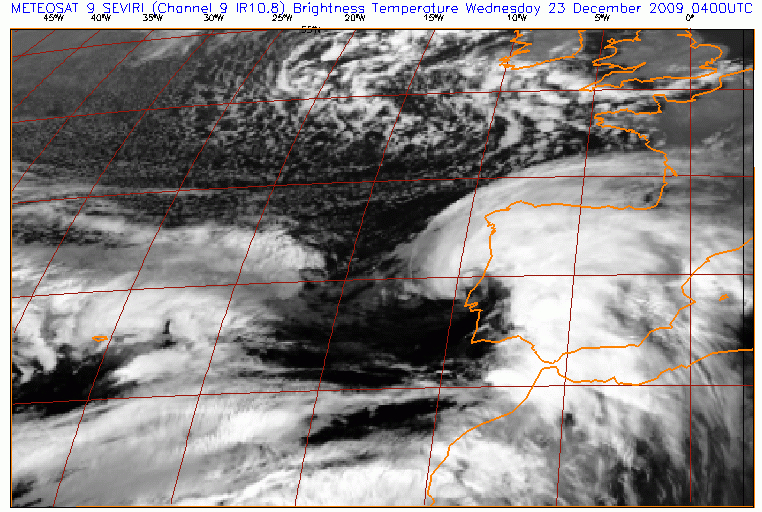 METEOSAT 9 SEVIRI (Channel 9 IR10.8) Brightness Temperature Wednesday 23 December 2009 0400UTC
45°W 40°W 35°W 30°W 25°W 20°W 15°W 10°W 5°W 0°
55°N